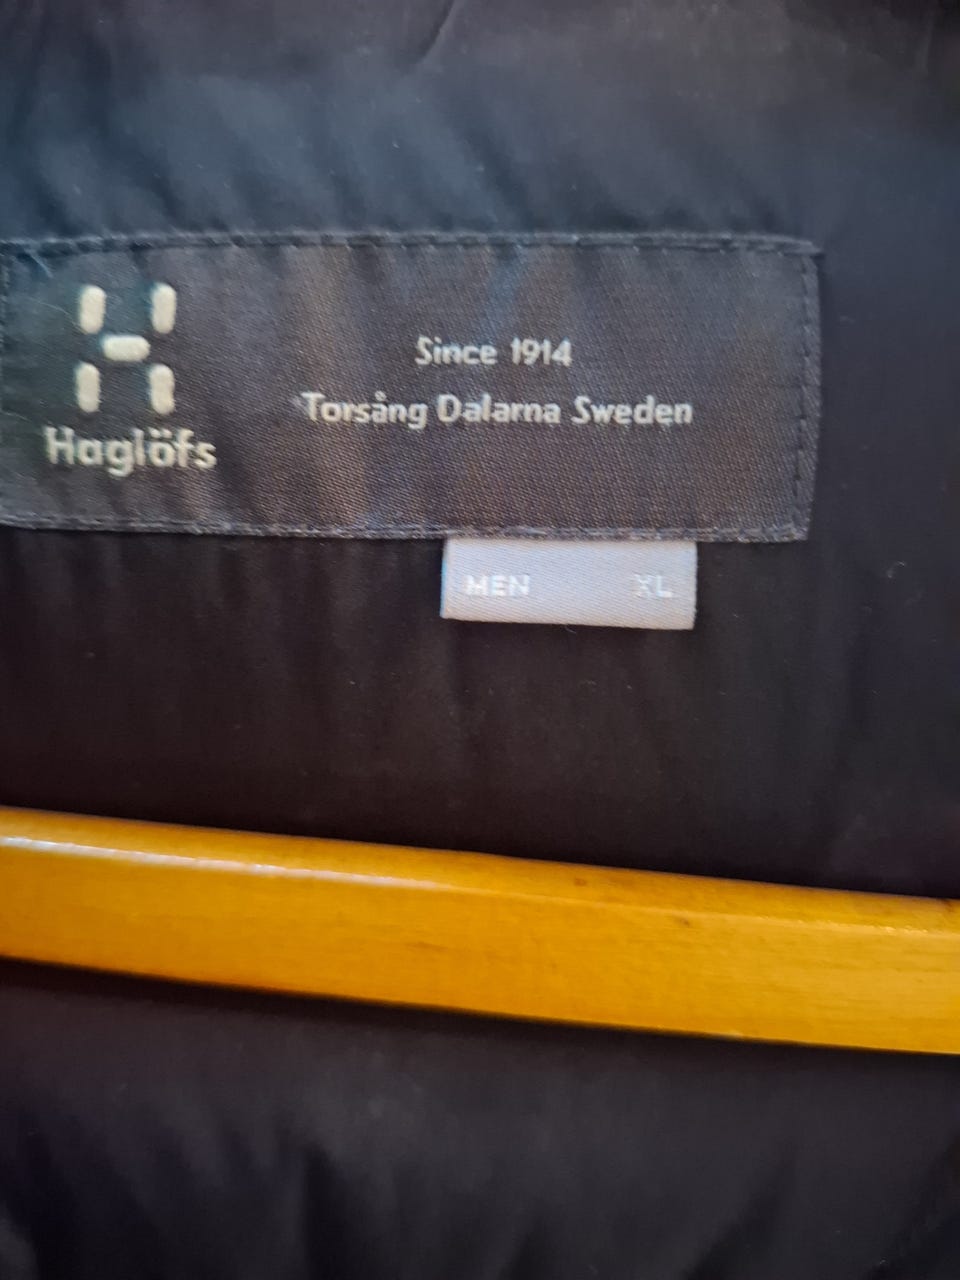 Haglöfs
Since 1914
Torsång Dalarna Sweden
MEN XL